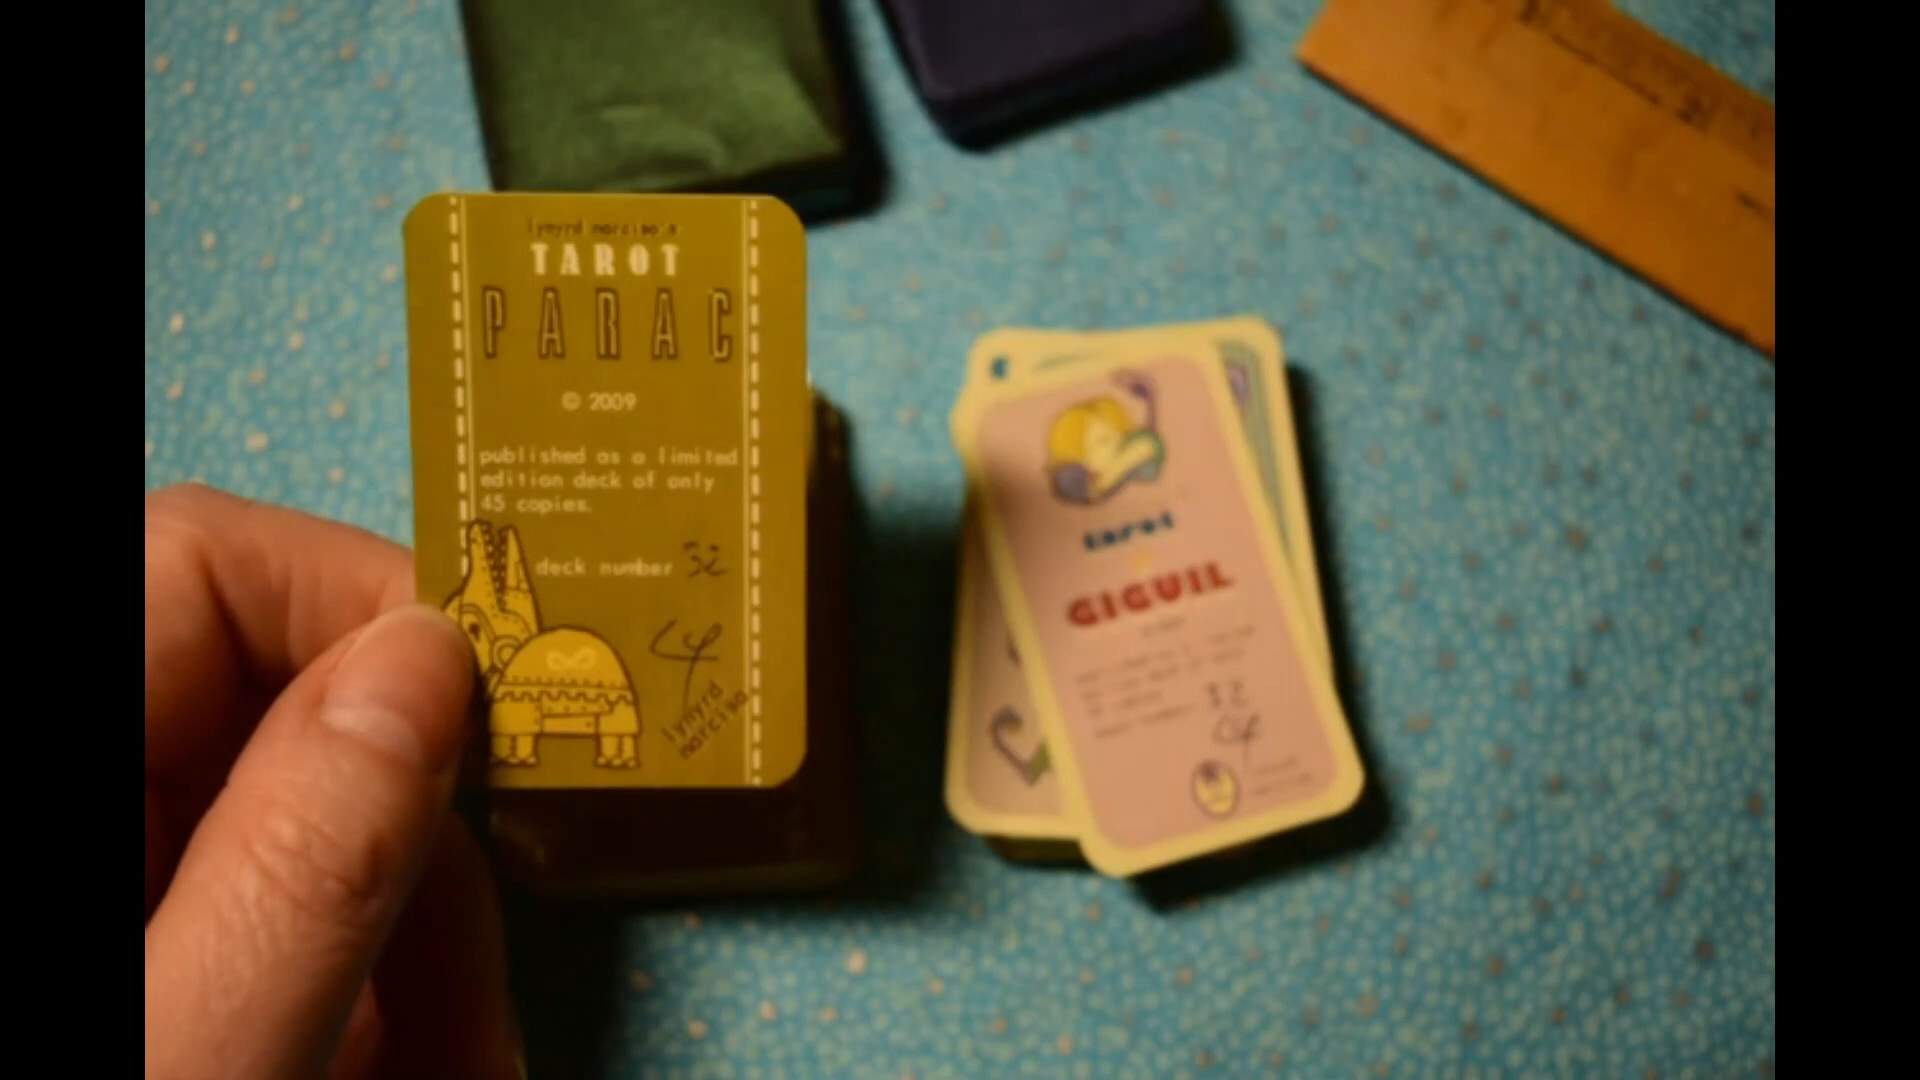 lynyrd narciso's
TAROT
PARAC
© 2009
published as a limited
edition deck of only
45 copies.
deck number 32
lynyrd
narciso
tarot
GIGUIL
32